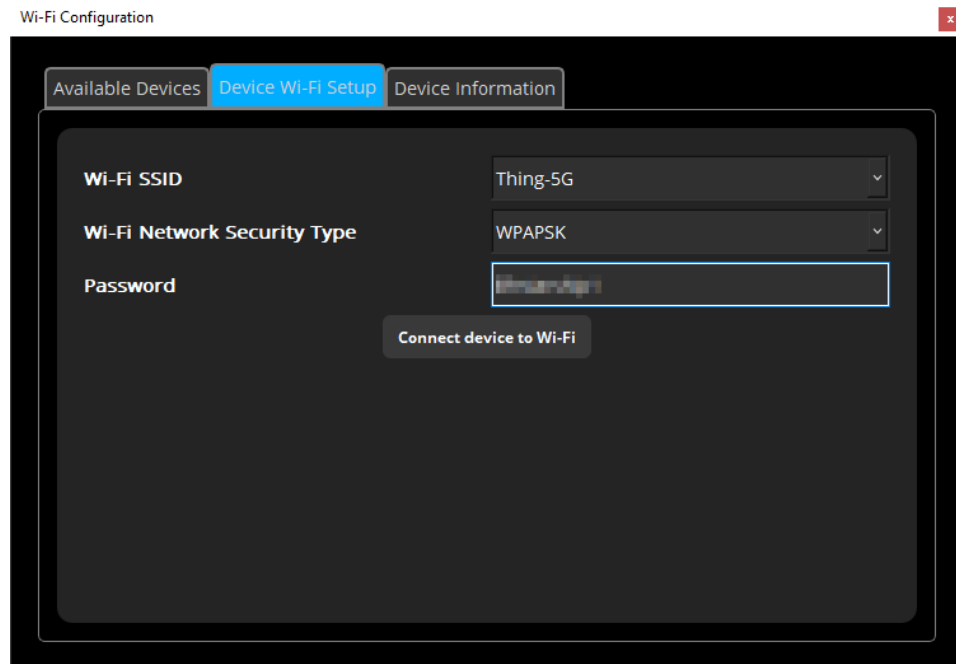 Wi-Fi Configuration
x
Available Devices Device Wi-Fi Setup Device Information
Wi-Fi SSID Thing-5G
Wi-Fi Network Security Type WPAPSK
Password
Connect device to Wi-Fi